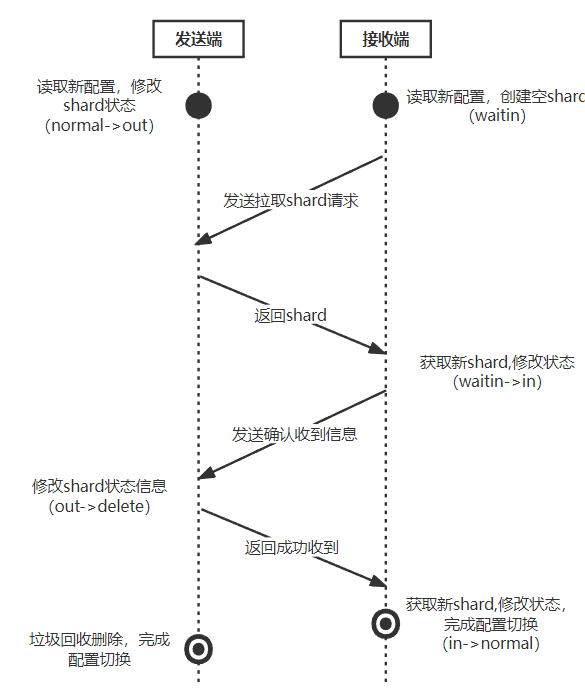 发送端
接收端
读取新配置，修改
shard状态
（normal->out）
读取新配置，创建空shard
（waitin）
发送拉取shard请求
返回shard
获取新shard,修改状态
（waitin->in）
发送确认收到信息
修改shard状态信息
（out->delete）
返回成功收到
获取新shard,修改状态，
完成配置切换
（in->normal）
垃圾回收删除，完成
配置切换